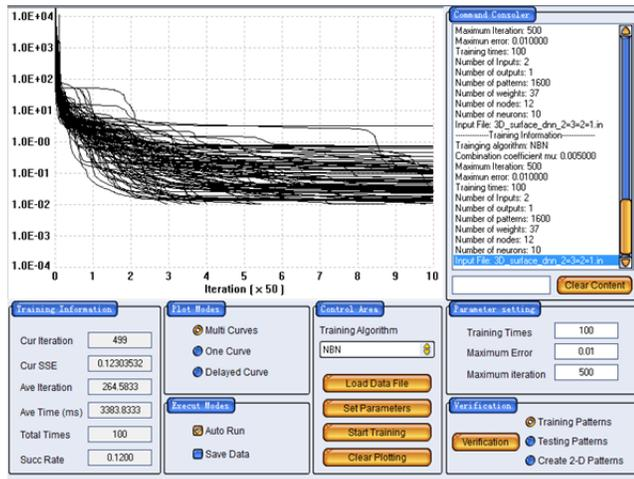 1.0E+04
1.0E+03
1.0E+02
1.0E+01
1.0E-00
1.0E-01
1.0E-02
1.0E-03
1.0E-04
0 1 2 3 4 5 6 7 8 9 10
Iteration [ × 50 ]
Command Consoler
Maximum Iteration: 500
Maximun error: 0.010000
Training times: 100
Number of Inputs: 2
Number of outputs: 1
Number of patterns: 1600
Number of weights: 37
Number of nodes: 12
Number of neurons: 10
Input File: 3D_surface_dnn_2=3=2=1.in
-----------Training Information-----------
Trainging algorithm: NBN
Combination coefficient mu: 0.005000
Maximum Iteration: 500
Maximun error: 0.010000
Training times: 100
Number of Inputs: 2
Number of outputs: 1
Number of patterns: 1600
Number of weights: 37
Number of nodes: 12
Number of neurons: 10
Input File: 3D_surface_dnn_2=3=2=1.in
Clear Content
Training Information
Cur Iteration 499
Cur SSE 0.12303532
Ave Iteration 264.5833
Ave Time (ms) 3383.8333
Total Times 100
Succ Rate 0.1200
Plot Modes
Multi Curves
One Curve
Delayed Curve
Execut Modes
Auto Run
Save Data
Control Area
Training Algorithm
NBN
Load Data File
Set Parameters
Start Training
Clear Plotting
Parameter setting
Training Times 100
Maximum Error 0.01
Maximum iteration 500
Verification
Verification
Training Patterns
Testing Patterns
Create 2-D Patterns